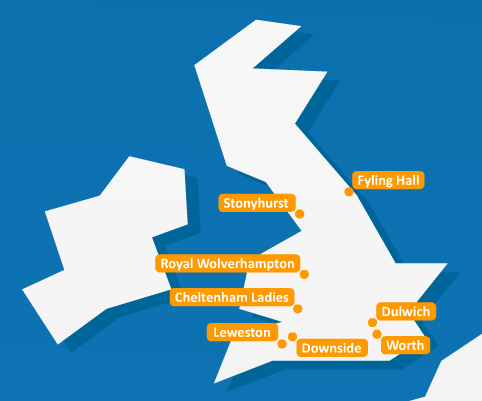 Fyling Hall
Stonyhurst
Royal Wolverhampton
Cheltenham Ladies
Dulwich
Leweston
Downside
Worth